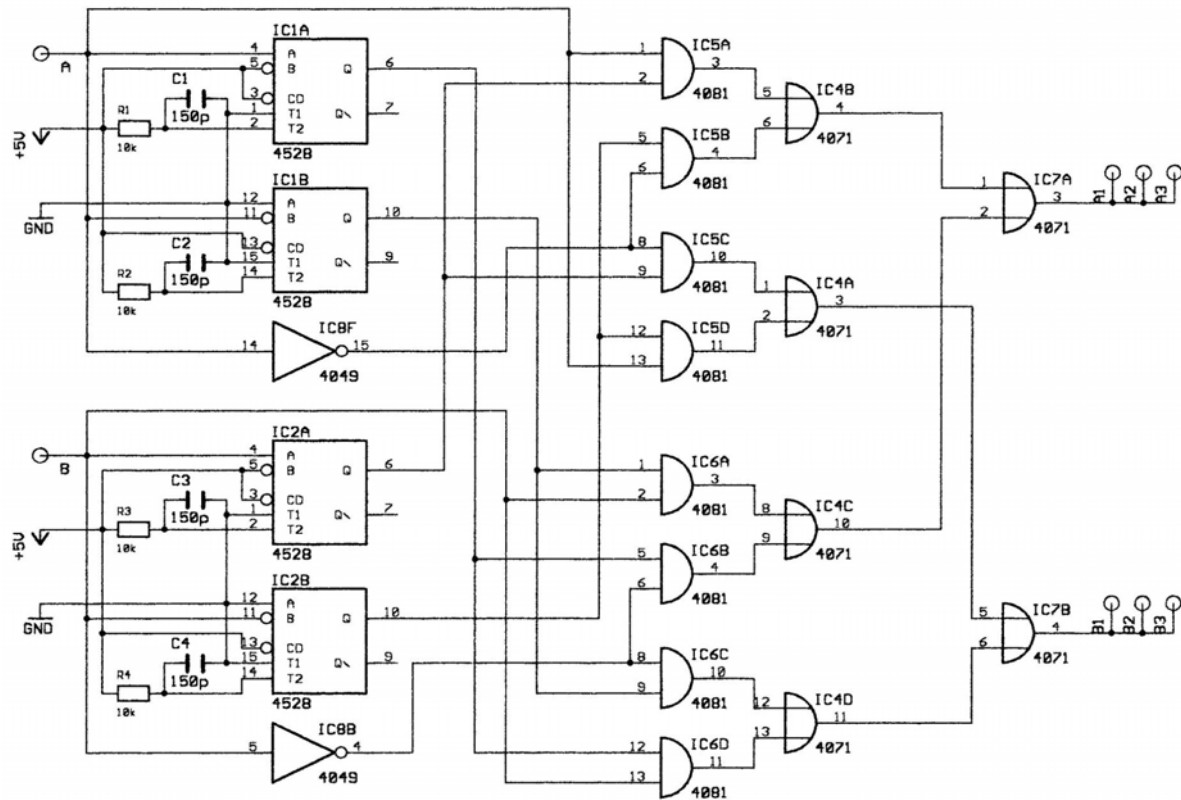 IC1A
4 A Q 6
5 B
3 CD
1 T1 Q\ 7
2 T2
4528
A
C1
150p
R1
10k
+5V
IC1B
12 A Q 10
11 B
13 CD
15 T1 Q\ 9
14 T2
4528
GND
C2
150p
R2
10k
IC8F
14 15
4049
IC2A
4 A Q 6
5 B
3 CD
1 T1 Q\ 7
2 T2
4528
B
C3
150p
R3
10k
+5V
IC2B
12 A Q 10
11 B
13 CD
15 T1 Q\ 9
14 T2
4528
GND
C4
150p
R4
10k
IC8B
5 4
4049
IC5A
1 3
2
4081
IC5B
5 4
6
4081
IC5C
8 10
9
4081
IC5D
12 11
13
4081
IC6A
1 3
2
4081
IC6B
5 4
6
4081
IC6C
8 10
9
4081
IC6D
12 11
13
4081
IC4B
5 4
6
4071
IC4A
1 3
2
4071
IC4C
8 10
9
4071
IC4D
12 11
13
4071
IC7A
1 3
2
4071
A1 A2 A3
IC7B
5 4
6
4071
B1 B2 B3